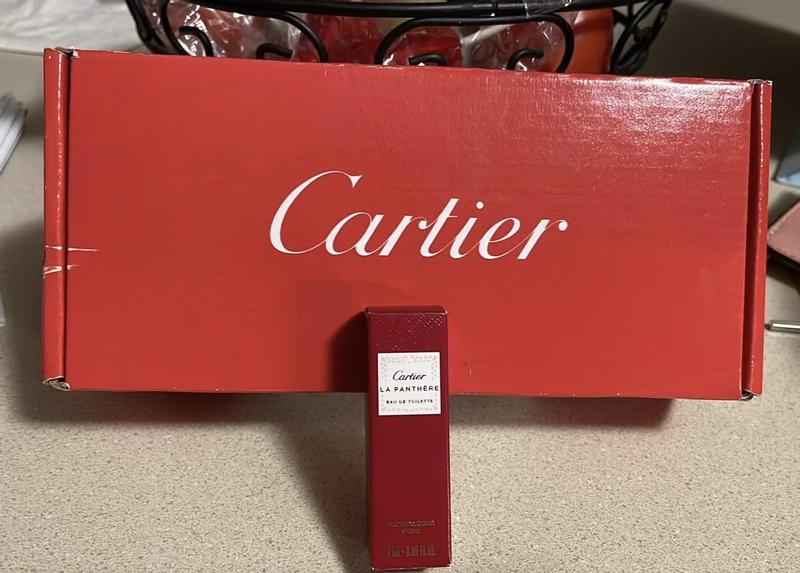 Cartier
Cartier
LA PANTHÈRE
EAU DE TOILETTE